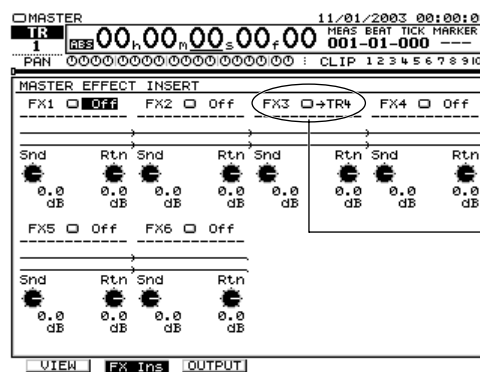 MASTER 11/01/2003 00:00:0
TR 1 ABS 00h00m00s00f00 MEAS BEAT TICK MARKER
001-01-000 ---
PAN CLIP 1 2 3 4 5 6 7 8 9 10
MASTER EFFECT INSERT
FX1 Off FX2 Off FX3 →TR4 FX4 Off
Snd Rtn Snd Rtn Snd Rtn Snd Rtn
0.0 0.0 0.0 0.0 0.0 0.0 0.0 0.0
dB dB dB dB dB dB dB dB
FX5 Off FX6 Off
Snd Rtn Snd Rtn
0.0 0.0 0.0 0.0
dB dB dB dB
VIEW FX Ins OUTPUT